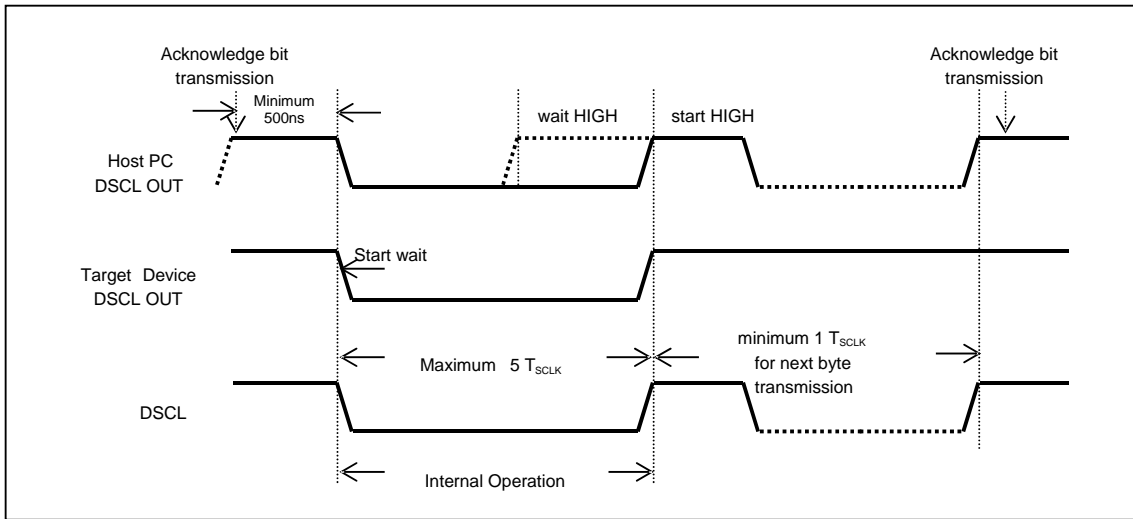 Acknowledge bit
transmission
Acknowledge bit
transmission
Minimum
500ns
wait HIGH
start HIGH
Host PC
DSCL OUT
Start wait
Target Device
DSCL OUT
Maximum 5 TSCLK
minimum 1 TSCLK
for next byte
transmission
DSCL
Internal Operation